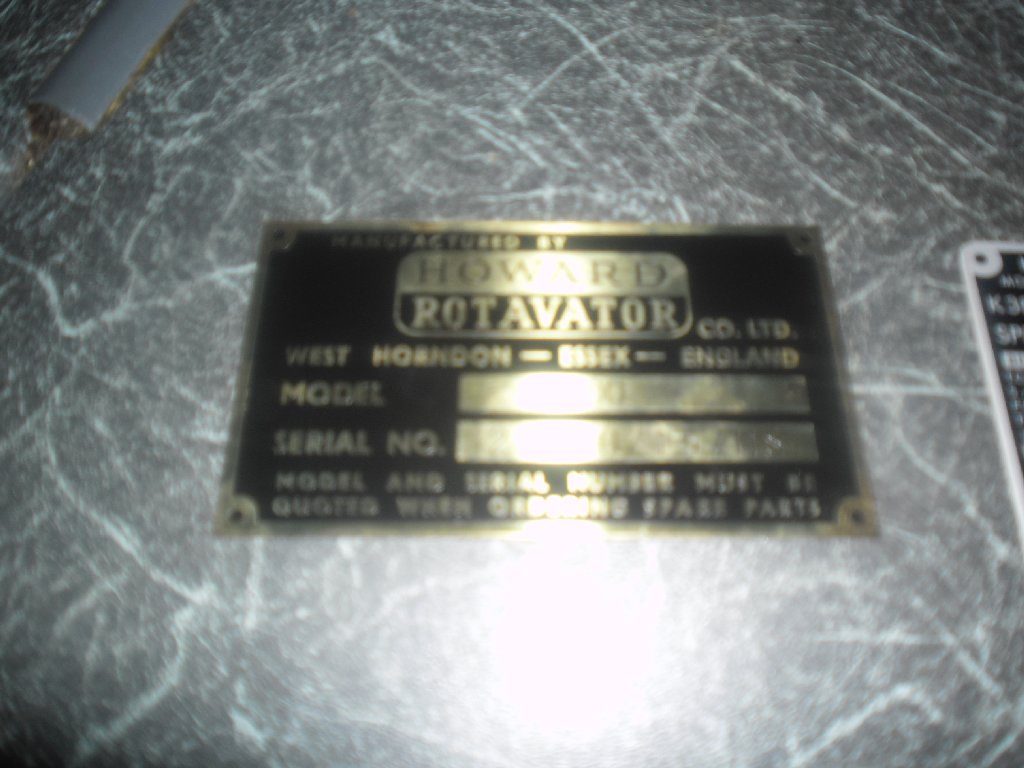 MANUFACTURED BY
HOWARD
ROTAVATOR
CO. LTD.
WEST HORNDON — ESSEX — ENGLAND
MODEL
SERIAL NO.
MODEL AND SERIAL NUMBER MUST BE
QUOTED WHEN ORDERING SPARE PARTS